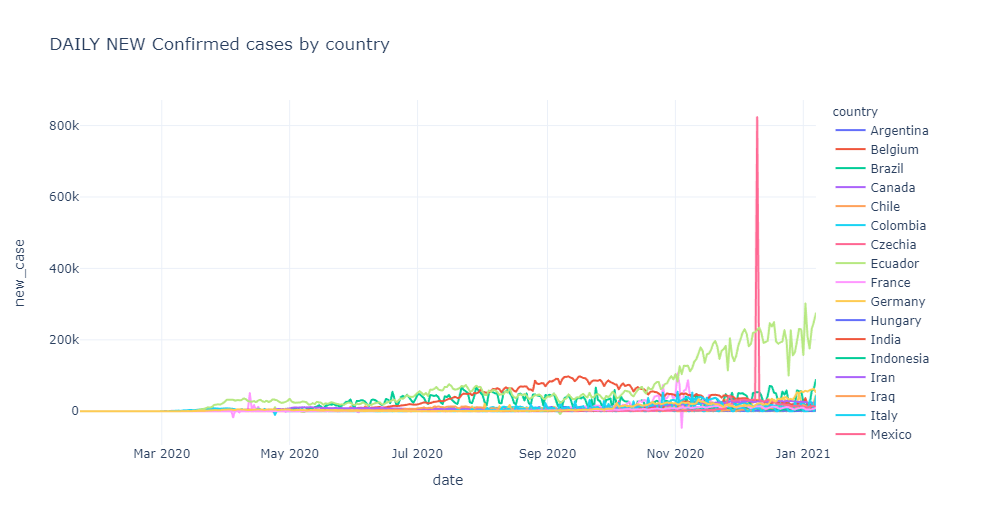 DAILY NEW Confirmed cases by country
new_case
800k
600k
400k
200k
0
Mar 2020
May 2020
Jul 2020
Sep 2020
Nov 2020
Jan 2021
date
country
Argentina
Belgium
Brazil
Canada
Chile
Colombia
Czechia
Ecuador
France
Germany
Hungary
India
Indonesia
Iran
Iraq
Italy
Mexico